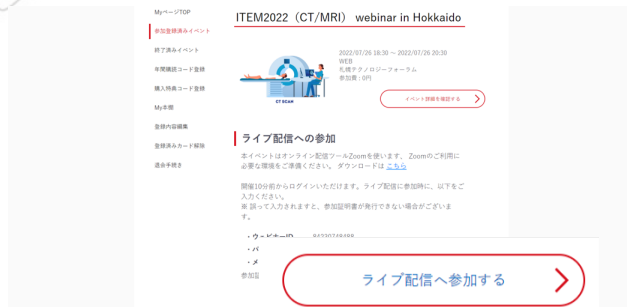 MyページTOP
参加登録済みイベント
終了済みイベント
年間購読コード登録
購入特典コード登録
My本棚
登録内容編集
登録済みカード解除
退会手続き
ITEM2022（CT/MRI） webinar in Hokkaido
CT SCAN
2022/07/26 18:30 ～ 2022/07/26 20:30
WEB
札幌テクノロジーフォーラム
参加費：0円
イベント詳細を確認する
ライブ配信への参加
本イベントはオンライン配信ツールZoomを使います。 Zoomのご利用に
必要な環境をご準備ください。 ダウンロードは こちら
開催10分前からログインいただけます。ライブ配信に参加時に、以下をご
入力ください。
※ 誤って入力されますと、参加証明書が発行できない場合がございま
す。
・ウェビナーID
・パ
・メ
ライブ配信へ参加する